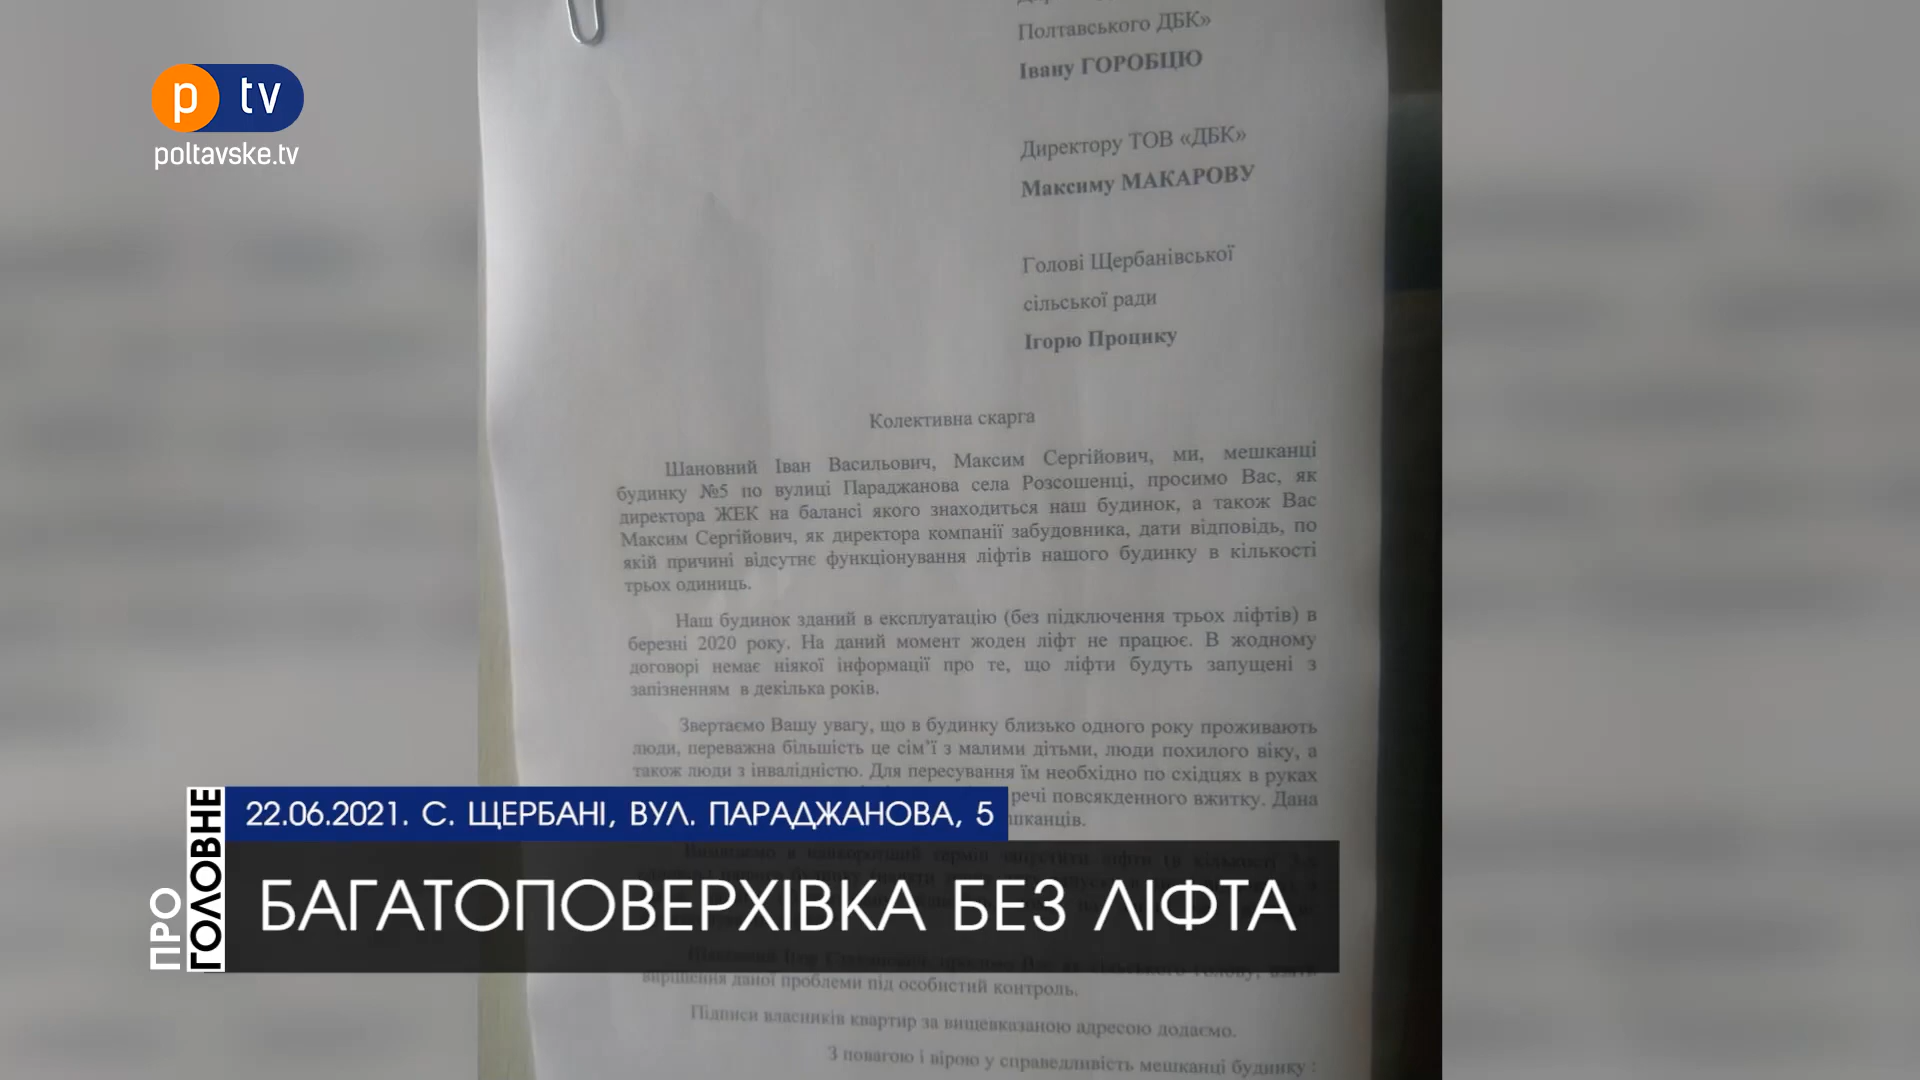 Полтавського ДБК»
Івану ГОРОБЦЮ
p tv
poltavske.tv
Директору ТОВ «ДБК»
Максиму МАКАРОВУ
Голові Щербанівської
сільської ради
Ігорю Процику
Колективна скарга
Шановний Іван Васильович, Максим Сергійович, ми, мешканці
будинку №5 по вулиці Параджанова села Розсошенці, просимо Вас, як
директора ЖЕК на балансі якого знаходиться наш будинок, а також Вас
Максим Сергійович, як директора компанії забудовника, дати відповідь, по
якій причині відсутнє функціонування ліфтів нашого будинку в кількості
трьох одиниць.
Наш будинок зданий в експлуатацію (без підключення трьох ліфтів) в
березні 2020 року. На даний момент жоден ліфт не працює. В жодному
договорі немає ніякої інформації про те, що ліфти будуть запущені з
запізненням в декілька років.
Звертаємо Вашу увагу, що в будинку близько одного року проживають
люди, переважна більшість це сім’ї з малими дітьми, люди похилого віку, а
також люди з інвалідністю. Для пересування їм необхідно по східцях в руках
речі повсякденного вжитку. Дана
22.06.2021. С. ЩЕРБАНІ, ВУЛ. ПАРАДЖАНОВА, 5
ПРО
ГОЛОВНЕ
БАГАТОПОВЕРХІВКА БЕЗ ЛІФТА
вирішення даної проблеми під особистий контроль.
Підписи власників квартир за вищевказаною адресою додаємо.
З повагою і вірою у справедливість мешканці будинку :